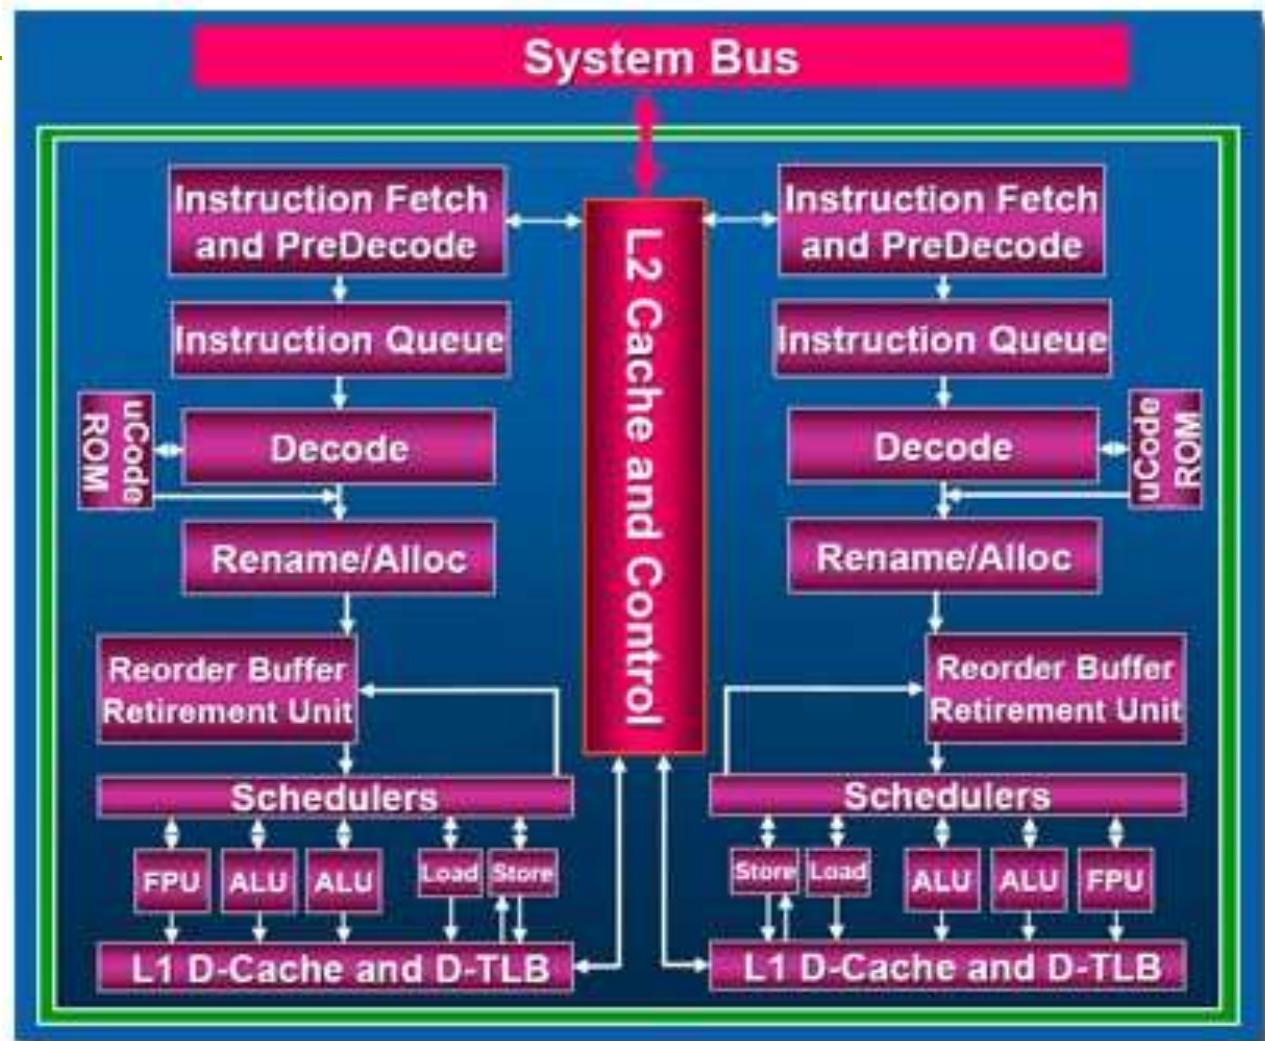 System Bus
Instruction Fetch
and PreDecode
Instruction Queue
uCode
ROM
Decode
Rename/Alloc
Reorder Buffer
Retirement Unit
Schedulers
FPU
ALU
ALU
Load
Store
L1 D-Cache and D-TLB
L2 Cache and Control
Instruction Fetch
and PreDecode
Instruction Queue
Decode
uCode
ROM
Rename/Alloc
Reorder Buffer
Retirement Unit
Schedulers
Store
Load
ALU
ALU
FPU
L1 D-Cache and D-TLB